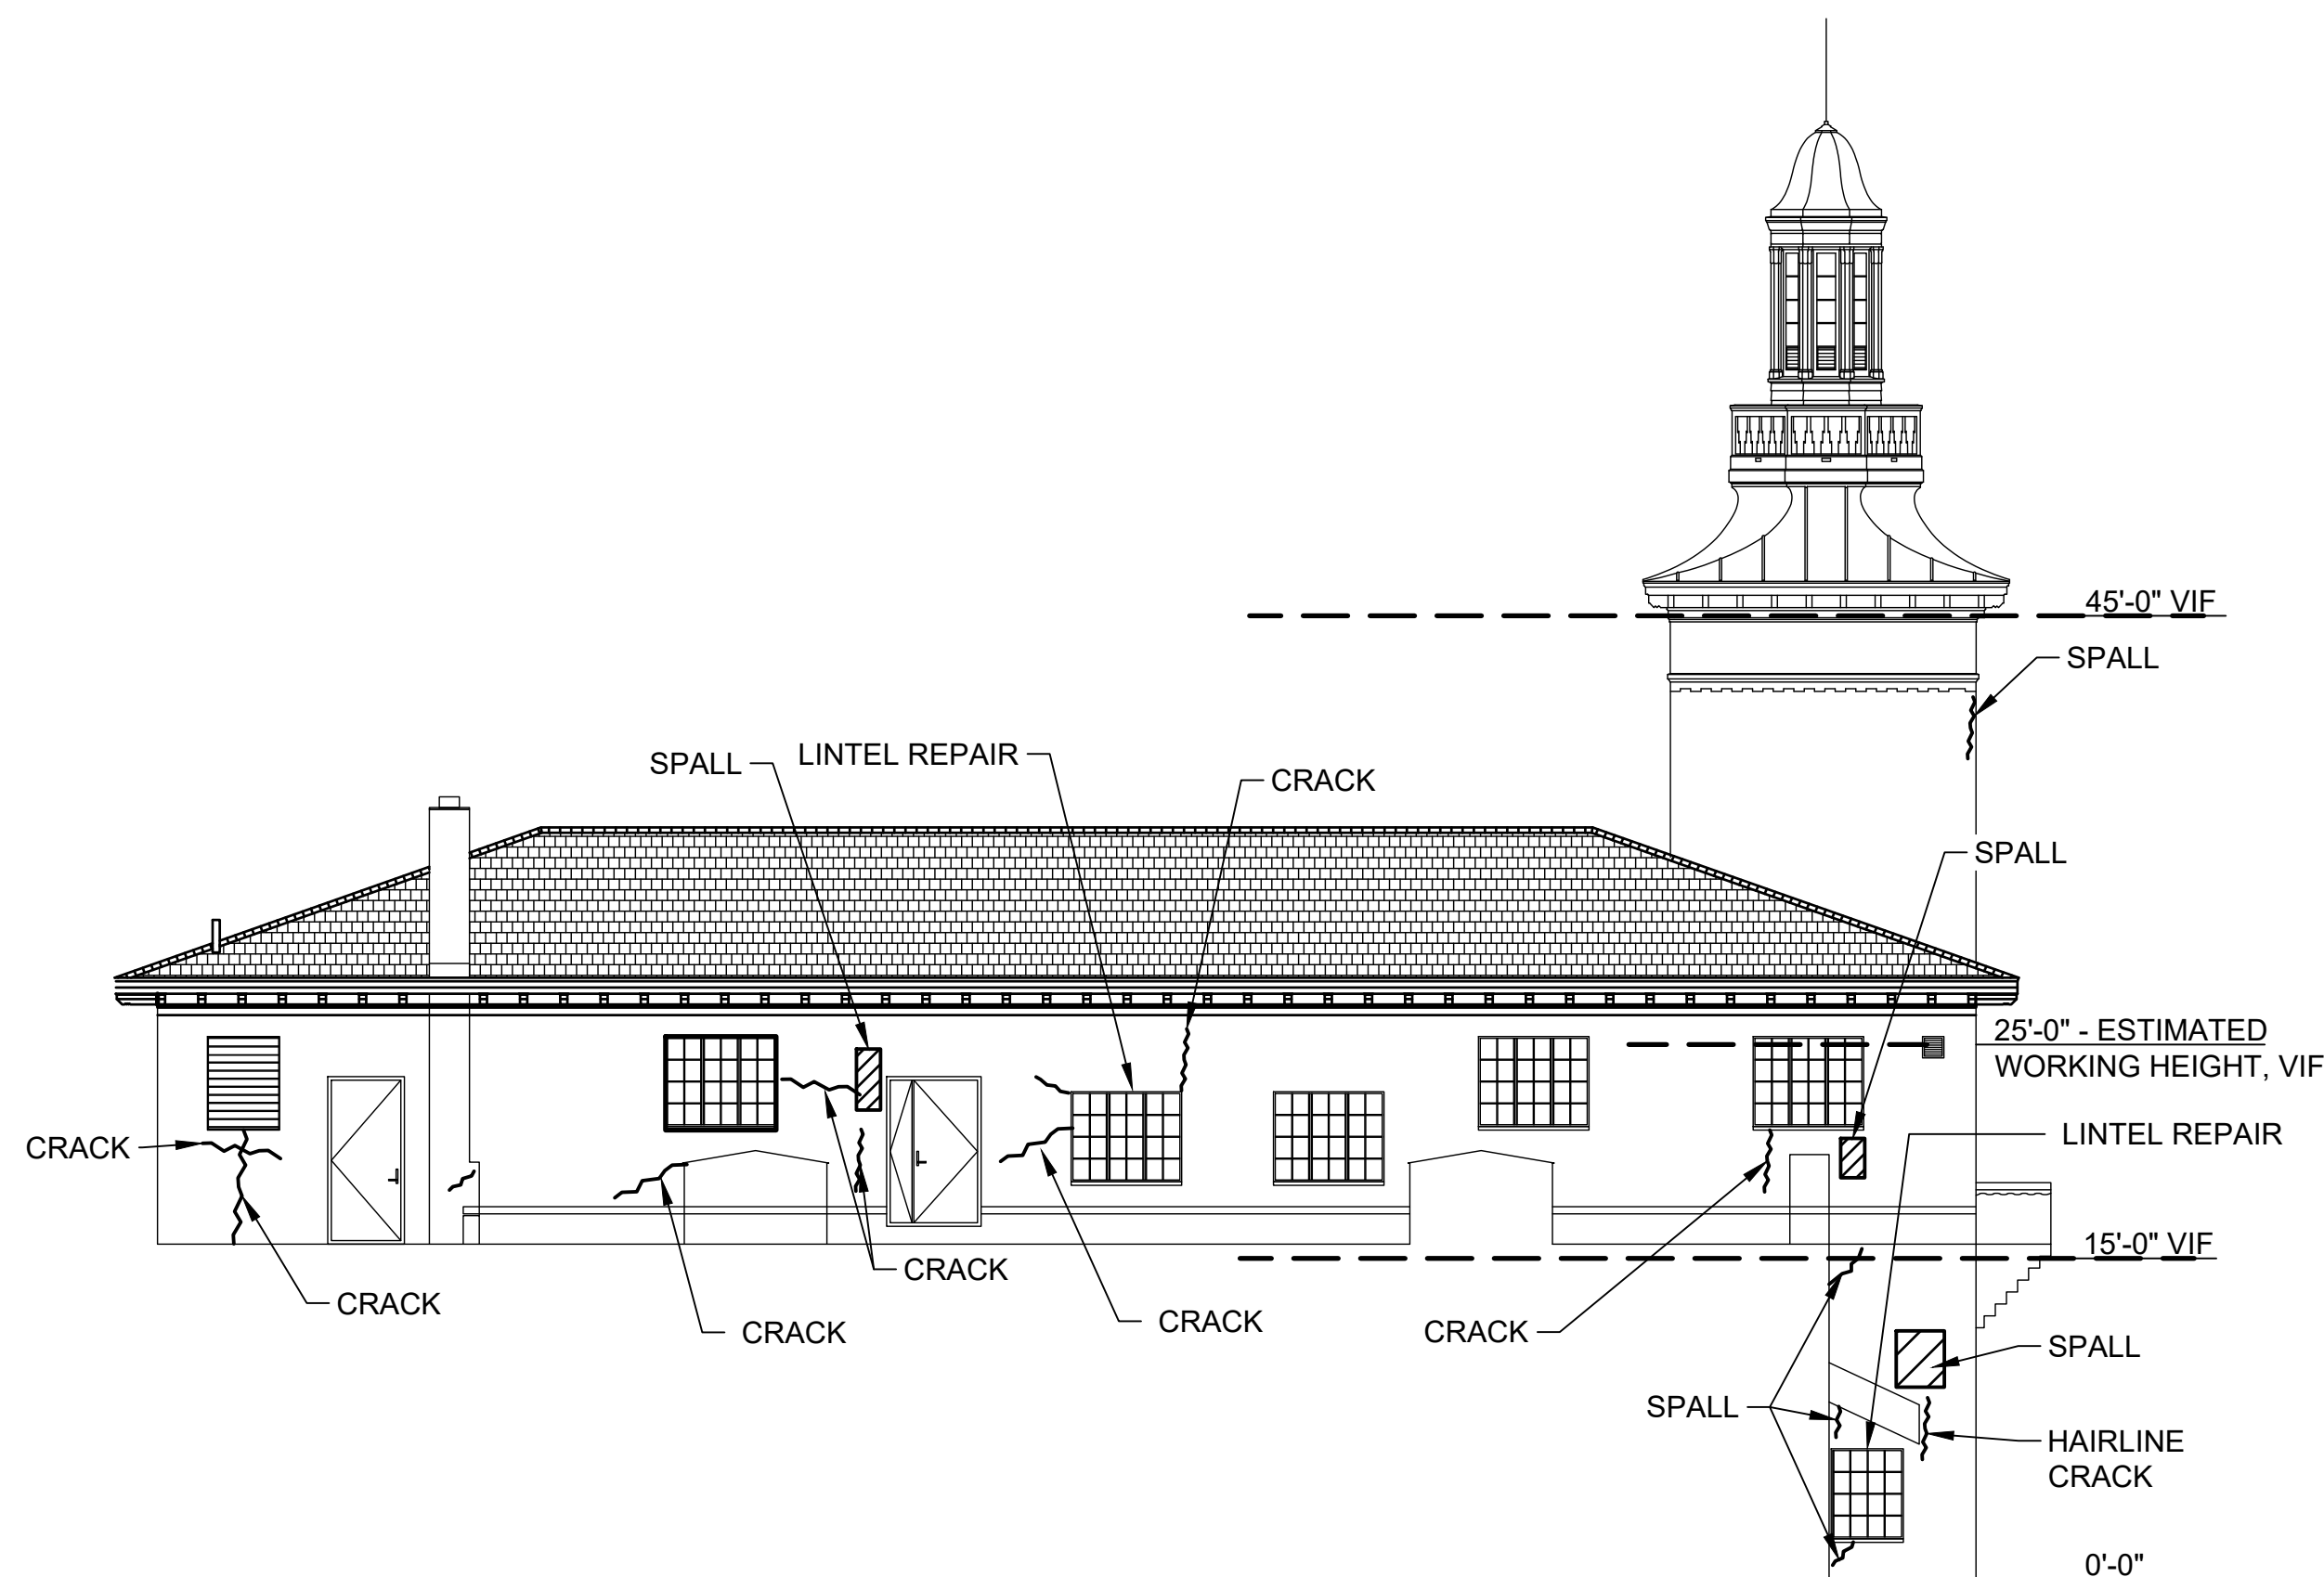 45'-0" VIF
SPALL
LINTEL REPAIR
SPALL
CRACK
SPALL
25'-0" - ESTIMATED
WORKING HEIGHT, VIF
LINTEL REPAIR
CRACK
15'-0" VIF
CRACK
CRACK
CRACK
CRACK
CRACK
SPALL
SPALL
HAIRLINE
CRACK
0'-0"